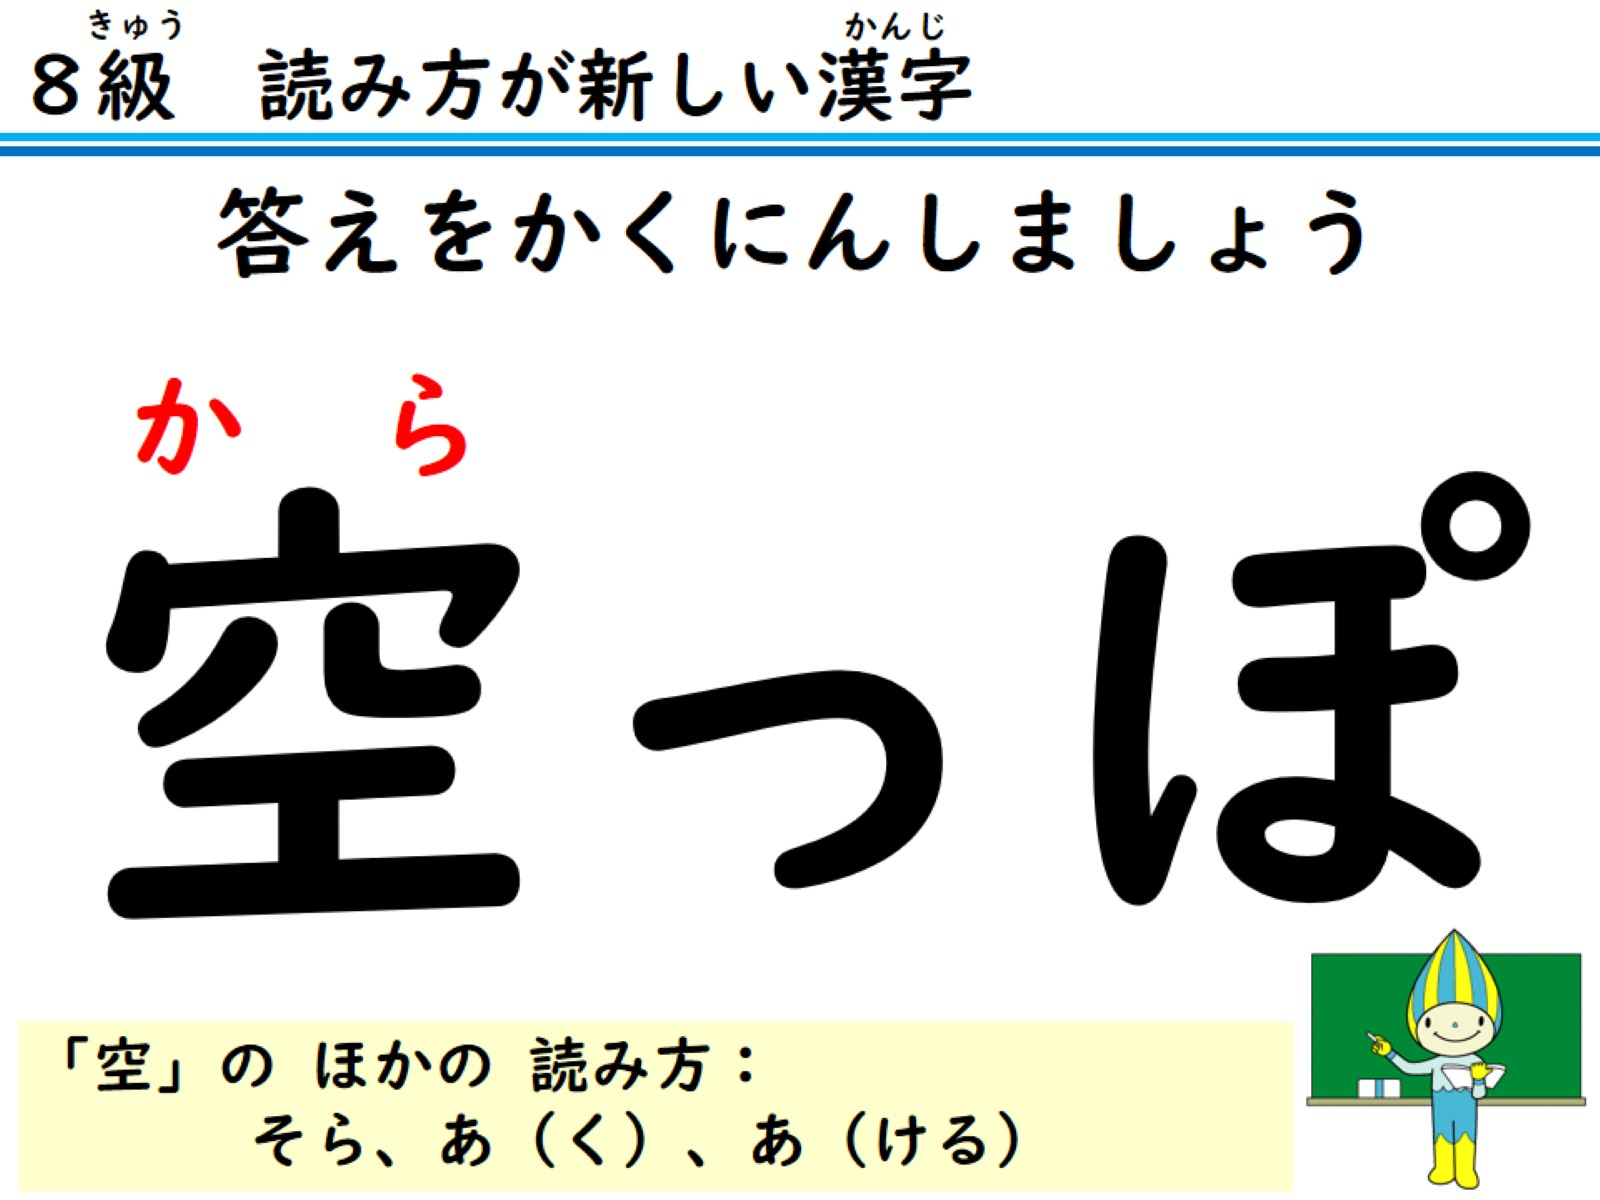 きゅう かんじ
８級 読み方が新しい漢字
答えをかくにんしましょう
から
空っぽ
「空」の ほかの 読み方：
そら、あ（く）、あ（ける）